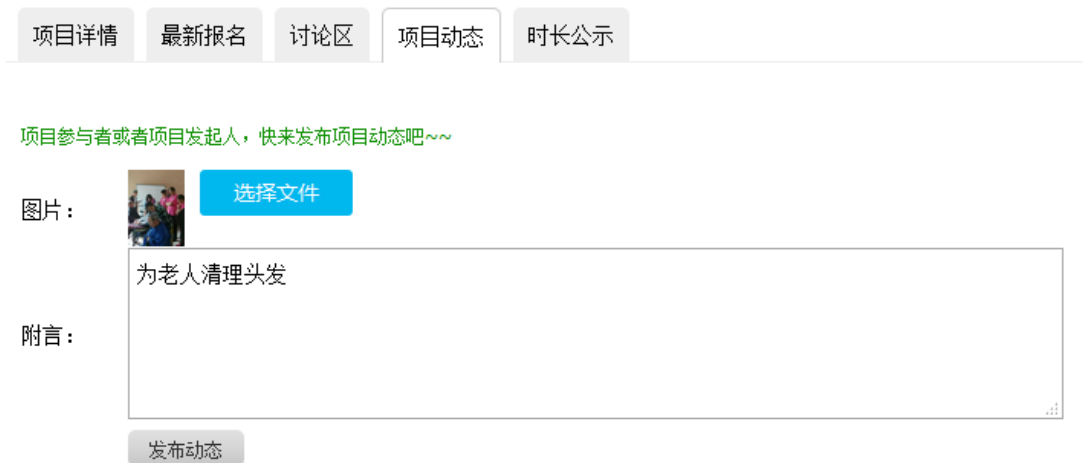 项目详情 最新报名 讨论区 项目动态 时长公示
项目参与者或者项目发起人，快来发布项目动态吧~~
图片： 选择文件
为老人清理头发
附言：
发布动态